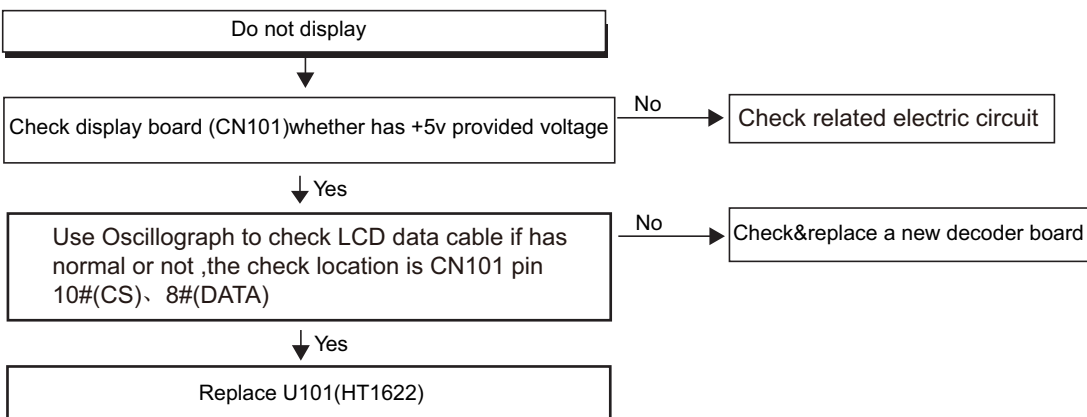 Do not display
Check display board (CN101)whether has +5v provided voltage
No
Check related electric circuit
Yes
Use Oscillograph to check LCD data cable if has
normal or not ,the check location is CN101 pin
10#(CS)、8#(DATA)
No
Check&replace a new decoder board
Yes
Replace U101(HT1622)